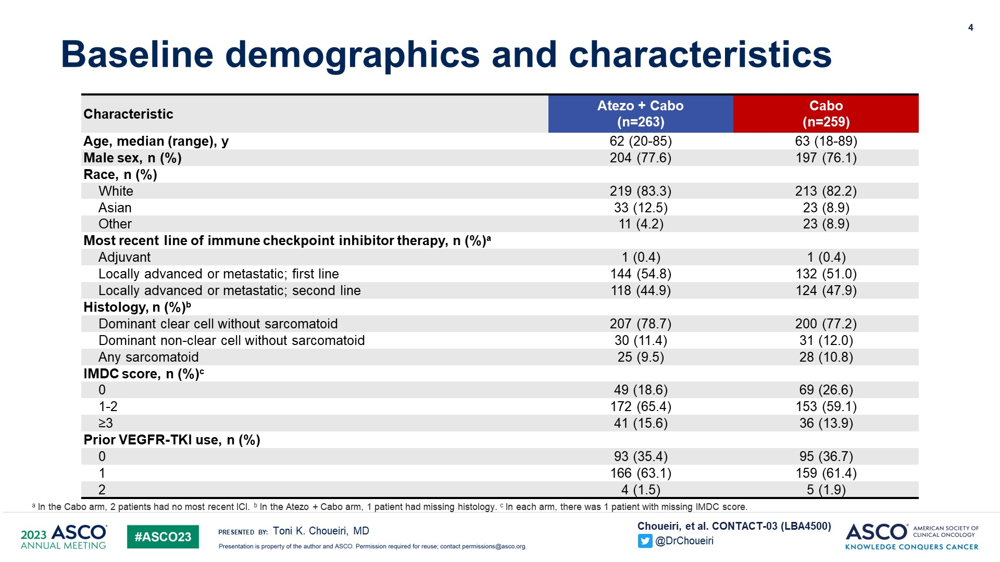 4
Baseline demographics and characteristics
Characteristic Atezo + Cabo (n=263) Cabo (n=259)
Age, median (range), y 62 (20-85) 63 (18-89)
Male sex, n (%) 204 (77.6) 197 (76.1)
Race, n (%)
White 219 (83.3) 213 (82.2)
Asian 33 (12.5) 23 (8.9)
Other 11 (4.2) 23 (8.9)
Most recent line of immune checkpoint inhibitor therapy, n (%)ᵃ
Adjuvant 1 (0.4) 1 (0.4)
Locally advanced or metastatic; first line 144 (54.8) 132 (51.0)
Locally advanced or metastatic; second line 118 (44.9) 124 (47.9)
Histology, n (%)ᵇ
Dominant clear cell without sarcomatoid 207 (78.7) 200 (77.2)
Dominant non-clear cell without sarcomatoid 30 (11.4) 31 (12.0)
Any sarcomatoid 25 (9.5) 28 (10.8)
IMDC score, n (%)ᶜ
0 49 (18.6) 69 (26.6)
1-2 172 (65.4) 153 (59.1)
≥3 41 (15.6) 36 (13.9)
Prior VEGFR-TKI use, n (%)
0 93 (35.4) 95 (36.7)
1 166 (63.1) 159 (61.4)
2 4 (1.5) 5 (1.9)
ᵃ In the Cabo arm, 2 patients had no most recent ICI. ᵇ In the Atezo + Cabo arm, 1 patient had missing histology. ᶜ In each arm, there was 1 patient with missing IMDC score.
2023 ASCO®
ANNUAL MEETING
#ASCO23
PRESENTED BY: Toni K. Choueiri, MD
Presentation is property of the author and ASCO. Permission required for reuse; contact permissions@asco.org.
Choueiri, et al. CONTACT-03 (LBA4500)
@DrChoueiri
ASCO® AMERICAN SOCIETY OF
CLINICAL ONCOLOGY
KNOWLEDGE CONQUERS CANCER